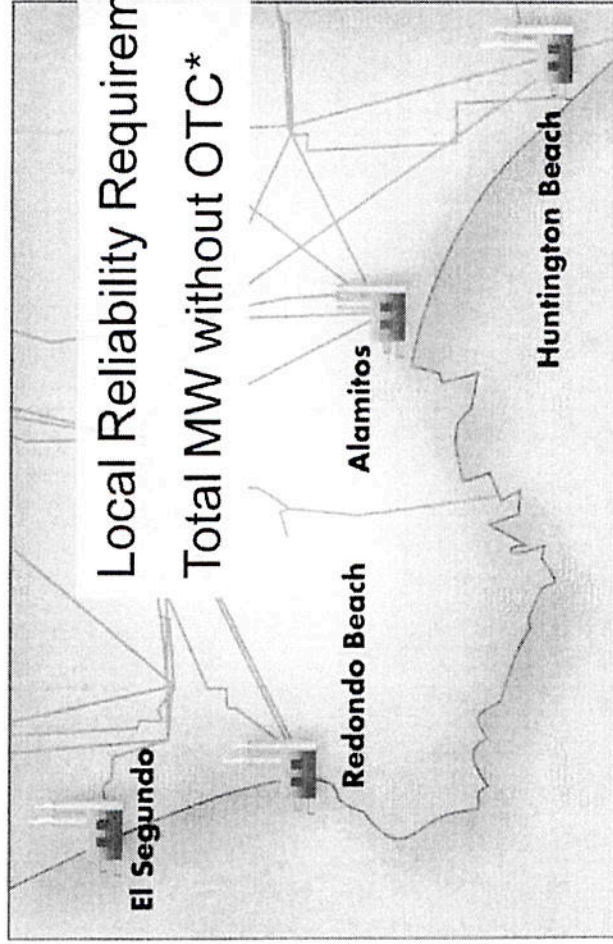 Local Reliability Requirem
Total MW without OTC*
El Segundo
Redondo Beach
Alamitos
Huntington Beach